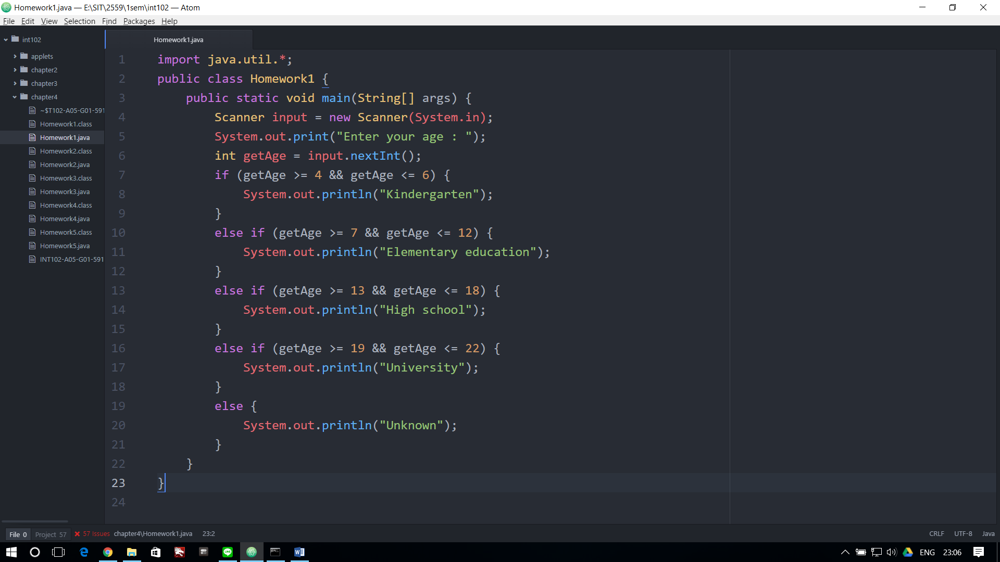 Homework1.java — E:\SIT\2559\1sem\int102 — Atom
File Edit View Selection Find Packages Help
int102
applets
chapter2
chapter3
chapter4
~$T102-A05-G01-591
Homework1.class
Homework1.java
Homework2.class
Homework2.java
Homework3.class
Homework3.java
Homework4.class
Homework4.java
Homework5.class
Homework5.java
INT102-A05-G01-591
Homework1.java
1 import java.util.*;
2 public class Homework1 {
3 public static void main(String[] args) {
4 Scanner input = new Scanner(System.in);
5 System.out.print("Enter your age : ");
6 int getAge = input.nextInt();
7 if (getAge >= 4 && getAge <= 6) {
8 System.out.println("Kindergarten");
9 }
10 else if (getAge >= 7 && getAge <= 12) {
11 System.out.println("Elementary education");
12 }
13 else if (getAge >= 13 && getAge <= 18) {
14 System.out.println("High school");
15 }
16 else if (getAge >= 19 && getAge <= 22) {
17 System.out.println("University");
18 }
19 else {
20 System.out.println("Unknown");
21 }
22 }
23 }
24
File 0 Project 57 57 Issues chapter4\Homework1.java 23:2 CRLF UTF-8 Java
ENG 23:06